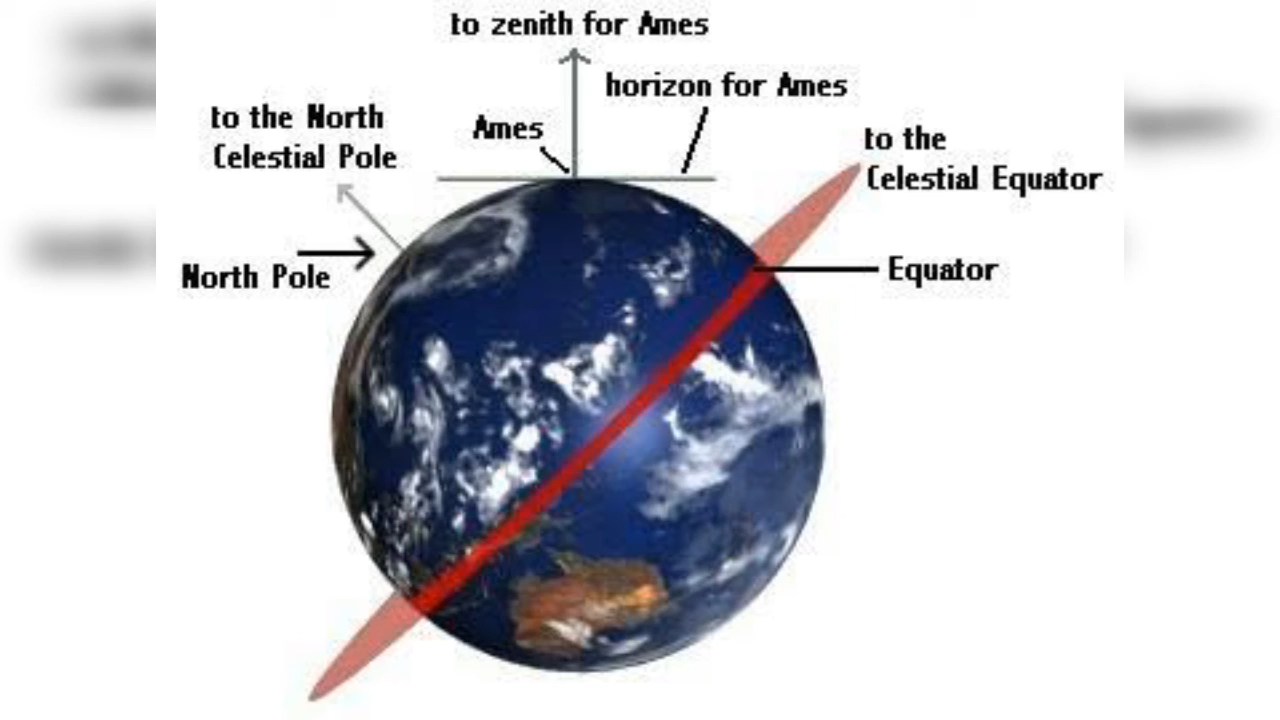 to zenith for Ames
horizon for Ames
Ames
to the North
Celestial Pole
to the
Celestial Equator
North Pole
Equator